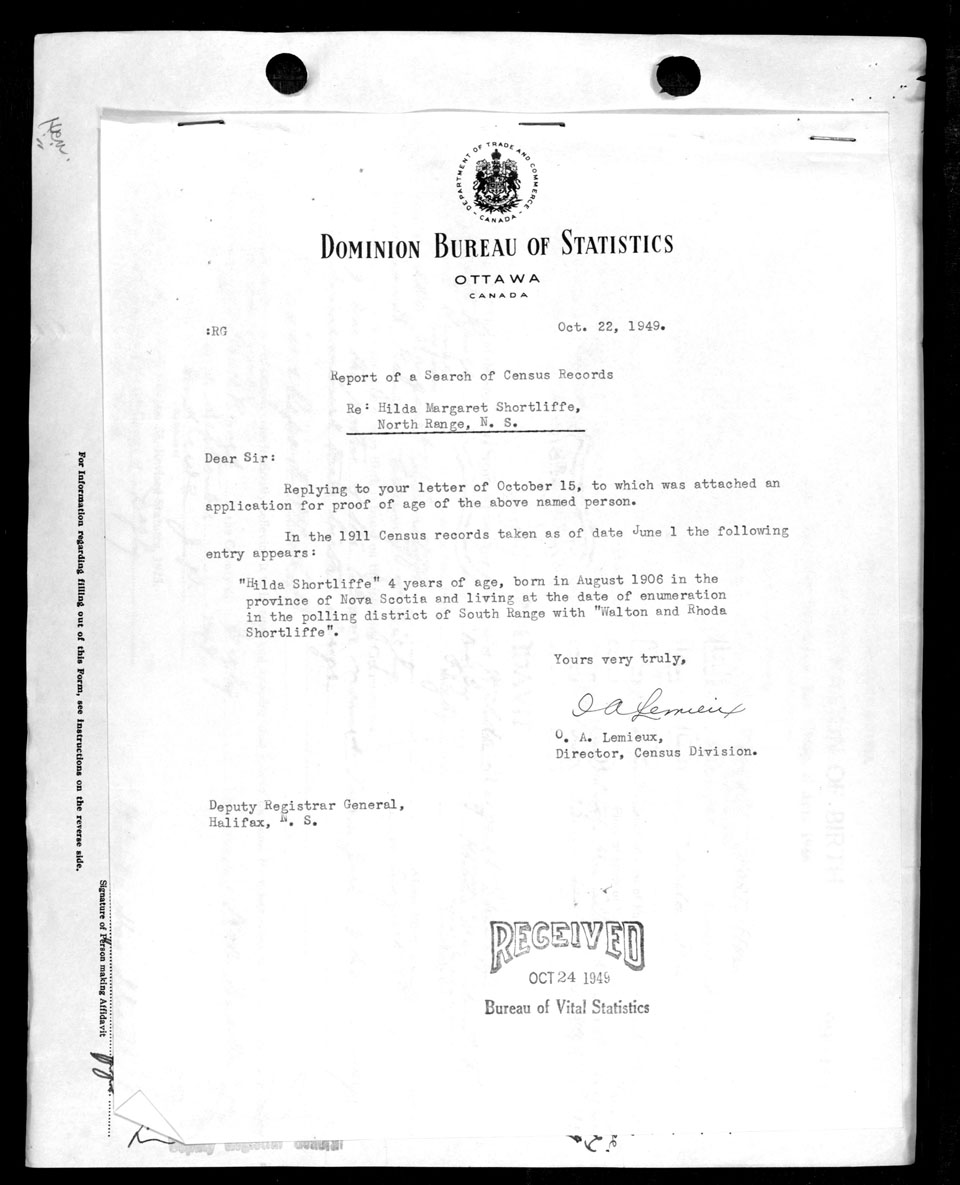 DEPARTMENT OF TRADE AND COMMERCE
- CANADA -
DOMINION BUREAU OF STATISTICS
OTTAWA
CANADA
:RG
Oct. 22, 1949.
Report of a Search of Census Records
Re: Hilda Margaret Shortliffe,
North Range, N. S.
Dear Sir:
Replying to your letter of October 15, to which was attached an
application for proof of age of the above named person.
In the 1911 Census records taken as of date June 1 the following
entry appears:
"Hilda Shortliffe" 4 years of age, born in August 1906 in the
province of Nova Scotia and living at the date of enumeration
in the polling district of South Range with "Walton and Rhoda
Shortliffe".
Yours very truly,
O A Lemieux
O. A. Lemieux,
Director, Census Division.
Deputy Registrar General,
Halifax, N. S.
RECEIVED
OCT 24 1949
Bureau of Vital Statistics
For Information regarding filling out of this Form, see instructions on the reverse side.
Signature of Person making Affidavit
Deputy Registrar General